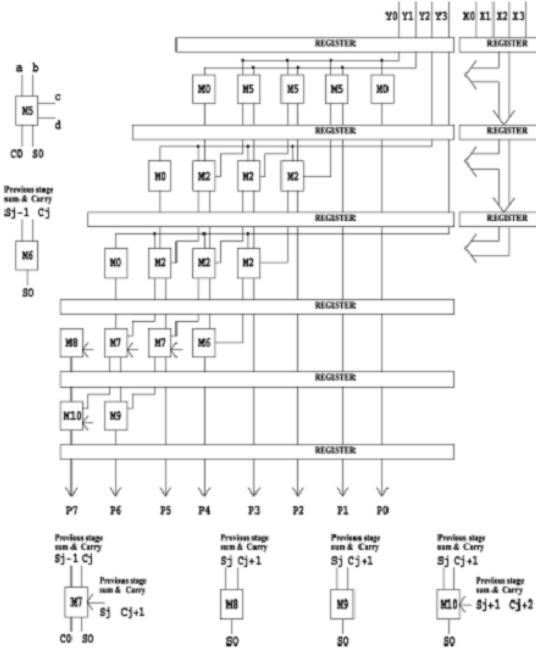 Y0 Y1 Y2 Y3 X0 X1 X2 X3
REGISTER REGISTER
a b
M5
c
d
C0 S0
M0 M5 M5 M5 M0
REGISTER REGISTER
M0 M2 M2 M2
Previous stage
sum & Carry
Sj-1 Cj
M6
S0
REGISTER REGISTER
M0 M2 M2 M2
REGISTER
M8 M7 M7 M6
REGISTER
M10 M9
REGISTER
P7 P6 P5 P4 P3 P2 P1 P0
Previous stage
sum & Carry
Sj-1 Cj
M7
Previous stage
sum & Carry
Sj Cj+1
C0 S0
Previous stage
sum & Carry
Sj Cj+1
M8
S0
Previous stage
sum & Carry
Sj Cj+1
M9
S0
Previous stage
sum & Carry
Sj Cj+1
M10
Previous stage
sum & Carry
Sj+1 Cj+2
S0